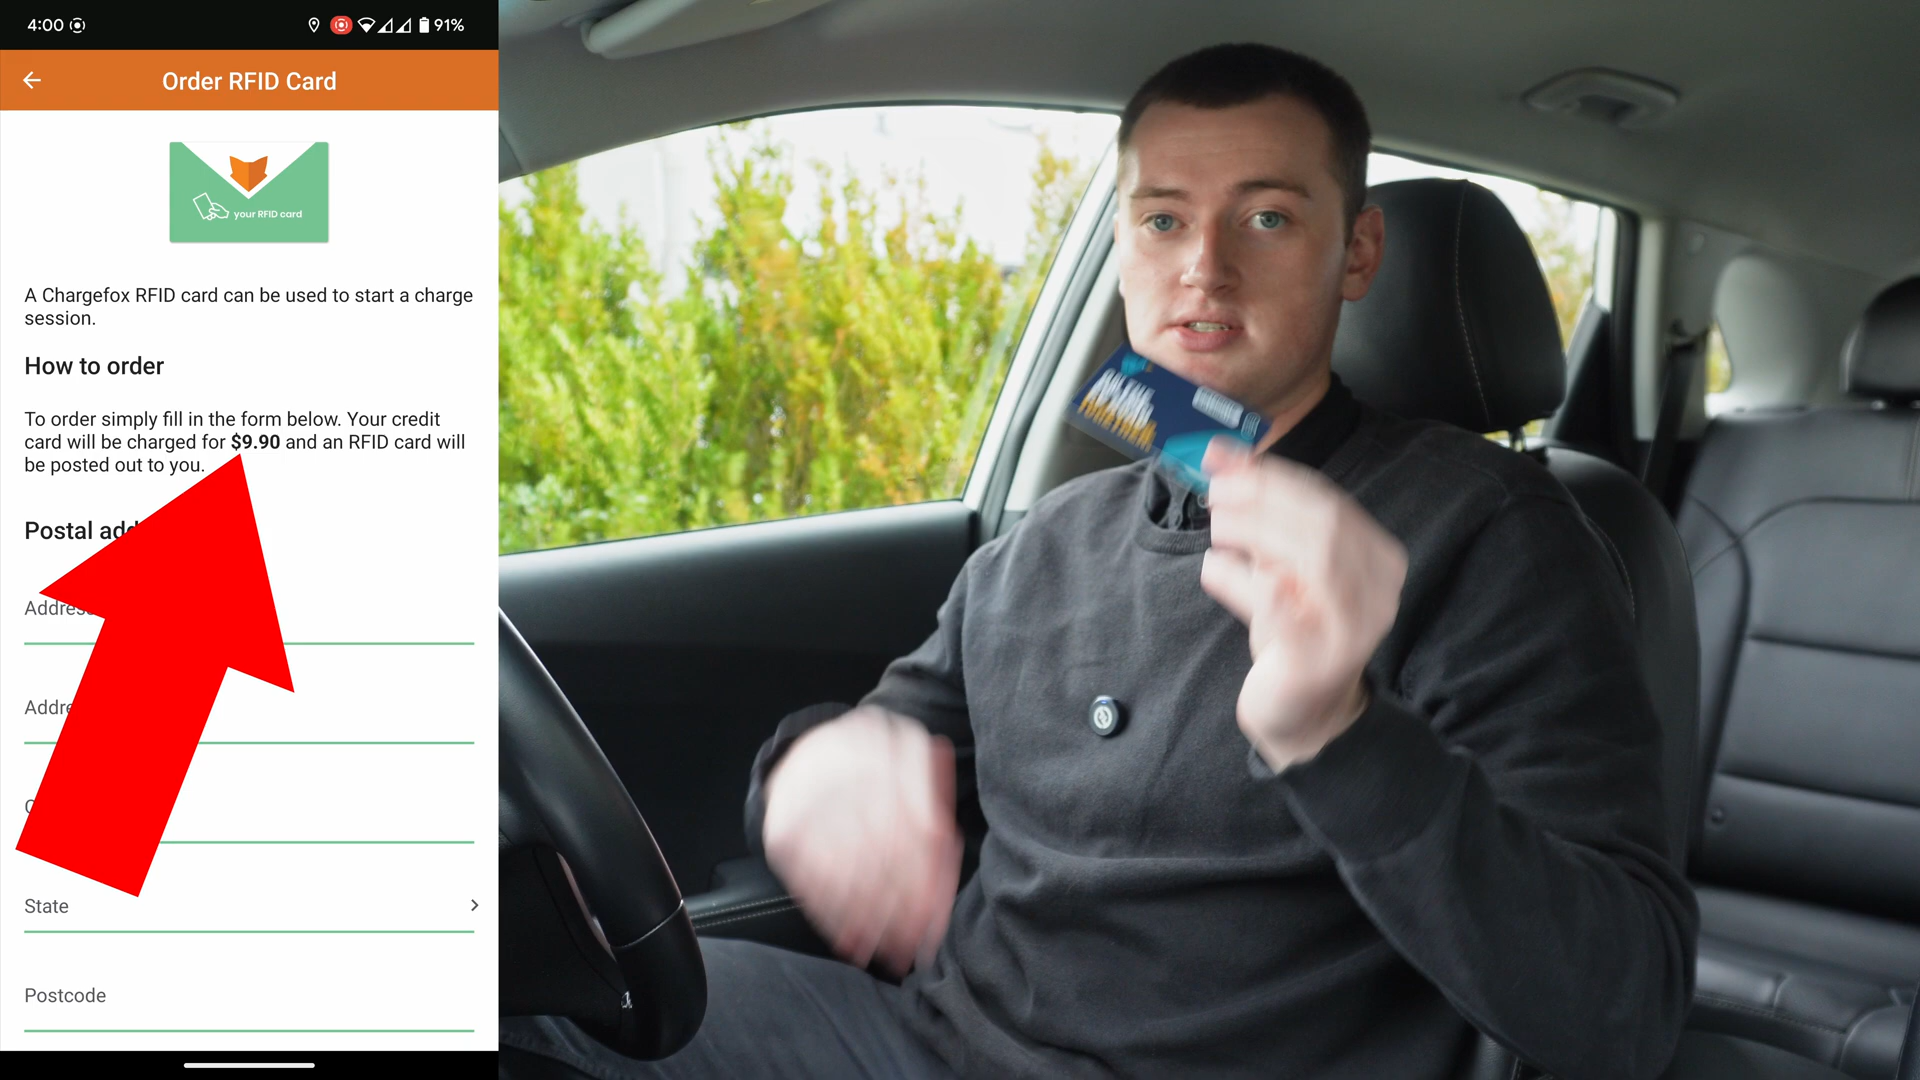 4:00
91%
Order RFID Card
your RFID card
A Chargefox RFID card can be used to start a charge
session.
How to order
To order simply fill in the form below. Your credit
card will be charged for $9.90 and an RFID card will
be posted out to you.
Postal
State
Postcode